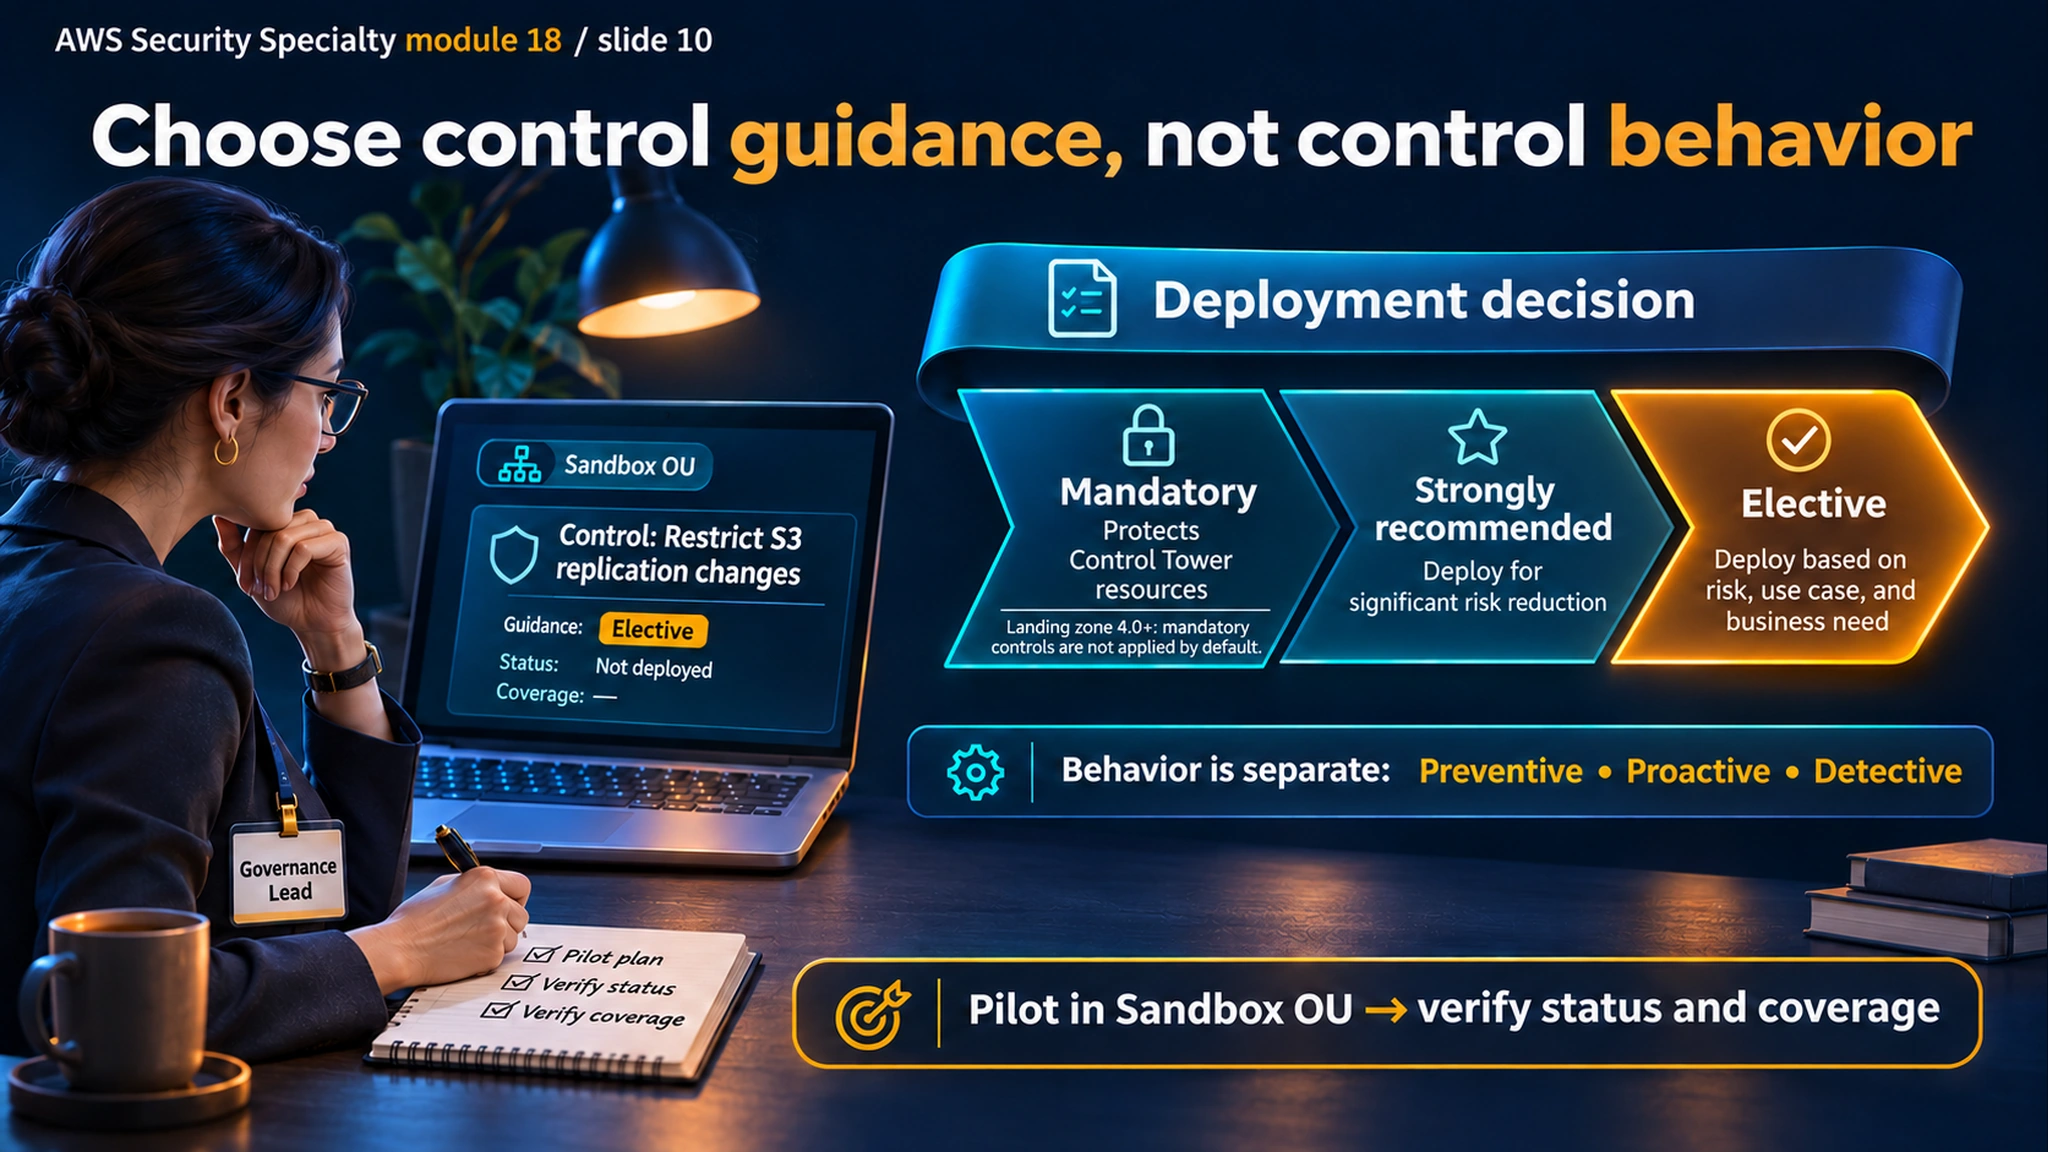 AWS Security Specialty module 18 / slide 10
Choose control guidance, not control behavior
Sandbox OU
Control: Restrict S3
replication changes
Guidance: Elective
Status: Not deployed
Coverage: —
Governance
Lead
Pilot plan
Verify status
Verify coverage
Deployment decision
Mandatory
Protects
Control Tower
resources
Landing zone 4.0+: mandatory
controls are not applied by default.
Strongly
recommended
Deploy for
significant risk reduction
Elective
Deploy based on
risk, use case, and
business need
Behavior is separate: Preventive • Proactive • Detective
Pilot in Sandbox OU → verify status and coverage